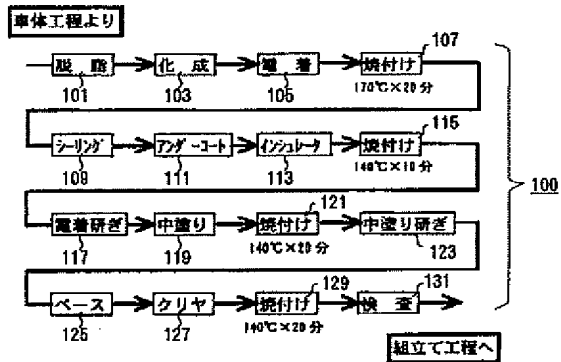 車体工程より
脱脂 化成 電着 焼付け 107
101 103 105 170℃×20分
シーリング アンダーコート インシュレータ 焼付け 115
109 111 113 140℃×10分
100
電着研ぎ 中塗り 焼付け 121 中塗り研ぎ
117 119 140℃×20分 123
ベース クリヤ 焼付け 129 検査 131
125 127 140℃×20分
組立て工程へ